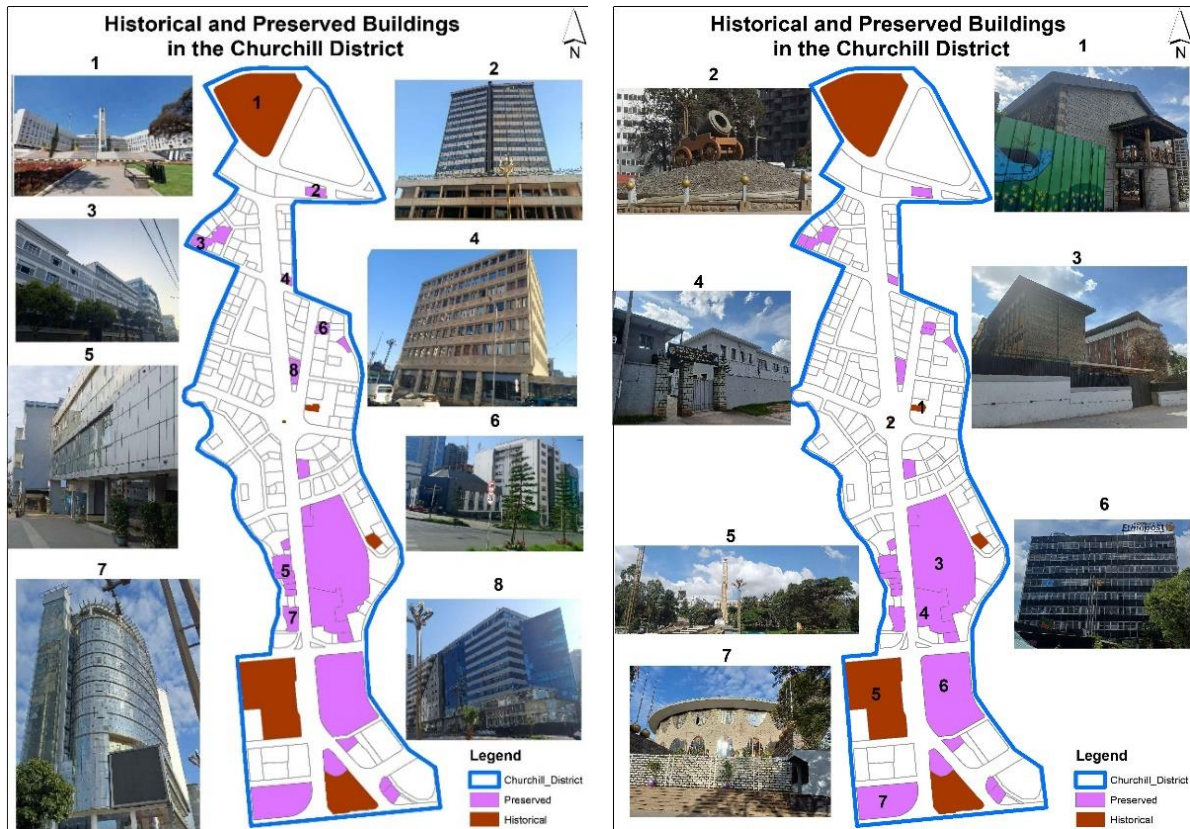 Historical and Preserved Buildings
in the Churchill District
N
1
2
3
4
5
6
7
8
1
2
3
4
6
8
5
7
Legend
Churchill_District
Preserved
Historical
Historical and Preserved Buildings
in the Churchill District
N
2
1
4
3
5
6
7
1
2
3
4
5
6
7
Ethiopost
Legend
Churchill_District
Preserved
Historical